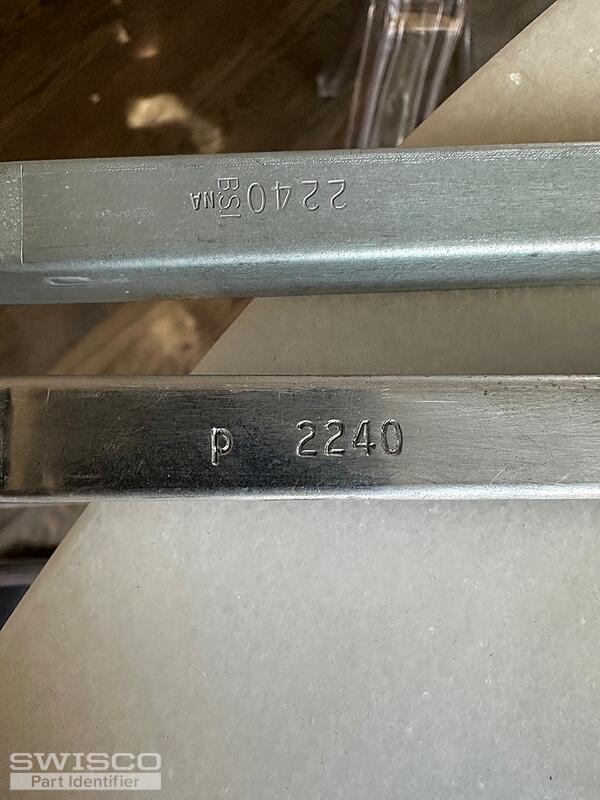 2240
BSI
NA
p 2240
SWISCO
Part Identifier